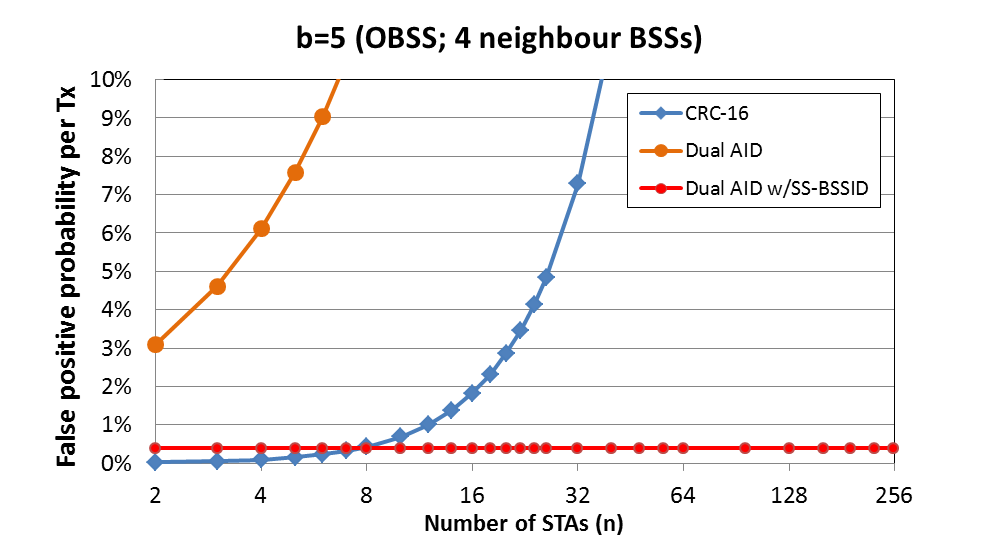 b=5 (OBSS; 4 neighbour BSSs)
False positive probability per Tx
10%
9%
8%
7%
6%
5%
4%
3%
2%
1%
0%
CRC-16
Dual AID
Dual AID w/SS-BSSID
2 4 8 16 32 64 128 256
Number of STAs (n)